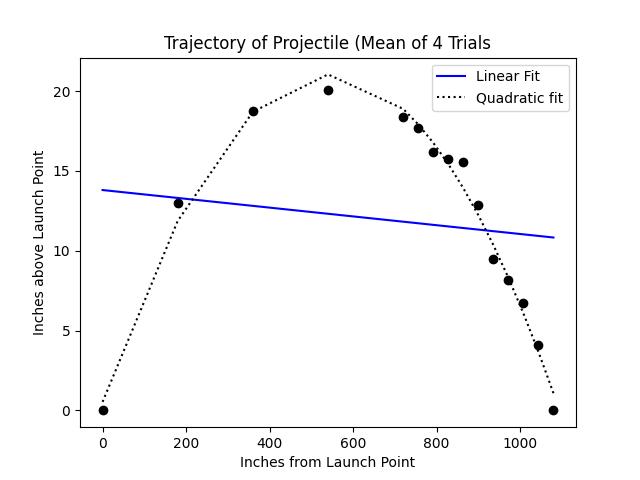 Trajectory of Projectile (Mean of 4 Trials
Linear Fit
Quadratic fit
20
15
10
5
0
Inches above Launch Point
0 200 400 600 800 1000
Inches from Launch Point